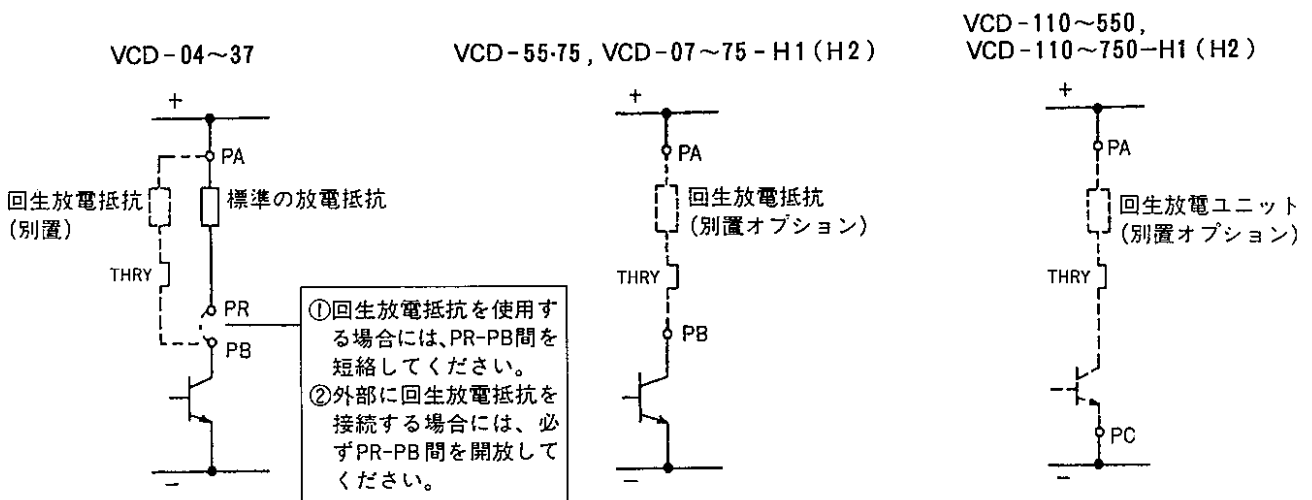 VCD-04～37
+
PA
回生放電抵抗
(別置)
標準の放電抵抗
THRY
PR
PB
−
①回生放電抵抗を使用す
る場合には、PR-PB間を
短絡してください。
②外部に回生放電抵抗を
接続する場合には、必
ずPR-PB間を開放して
ください。
VCD-55・75, VCD-07～75-H1(H2)
+
PA
回生放電抵抗
(別置オプション)
THRY
PB
−
VCD-110～550,
VCD-110～750-H1(H2)
+
PA
回生放電ユニット
(別置オプション)
THRY
PC
−